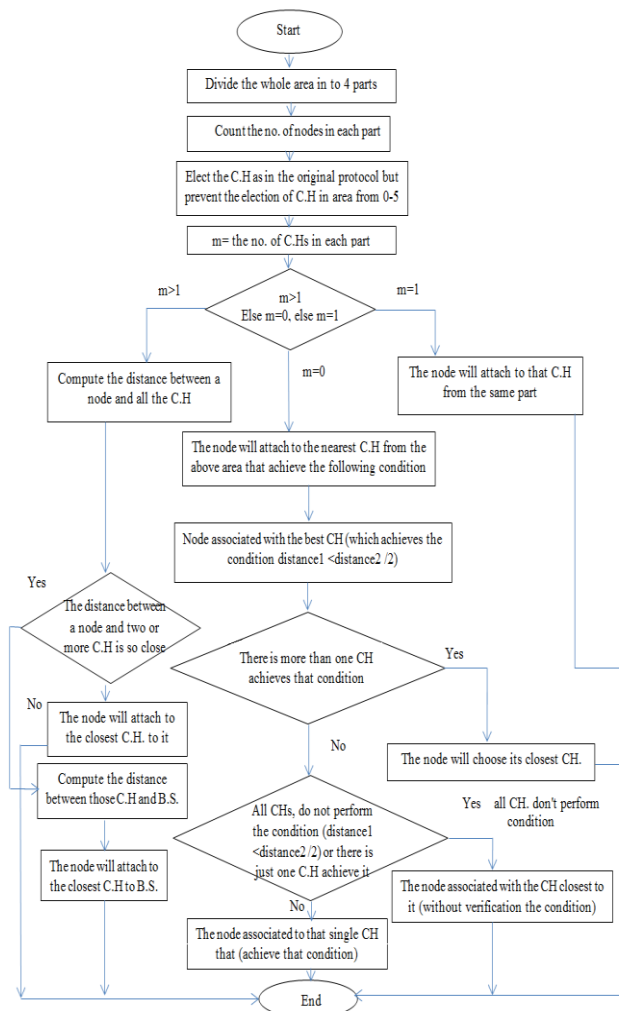 Start
Divide the whole area in to 4 parts
Count the no. of nodes in each part
Elect the C.H as in the original protocol but
prevent the election of C.H in area from 0-5
m= the no. of C.Hs in each part
m>1
m>1
Else m=0, else m=1
m=1
Compute the distance between a
node and all the C.H
m=0
The node will attach to that C.H
from the same part
The node will attach to the nearest C.H from the
above area that achieve the following condition
Node associated with the best CH (which achieves the
condition distance1 <distance2 /2)
Yes
The distance between
a node and two or
more C.H is so close
There is more than one CH
achieves that condition
Yes
No
The node will attach to
the closest C.H. to it
No
The node will choose its closest CH.
Compute the distance
between those C.H and B.S.
All CHs, do not perform
the condition (distance1
<distance2 /2) or there is
just one C.H achieve it
Yes all CH. don't perform
condition
The node will attach to
the closest C.H to B.S.
The node associated with the CH closest to
it (without verification the condition)
No
The node associated to that single CH
that (achieve that condition)
End